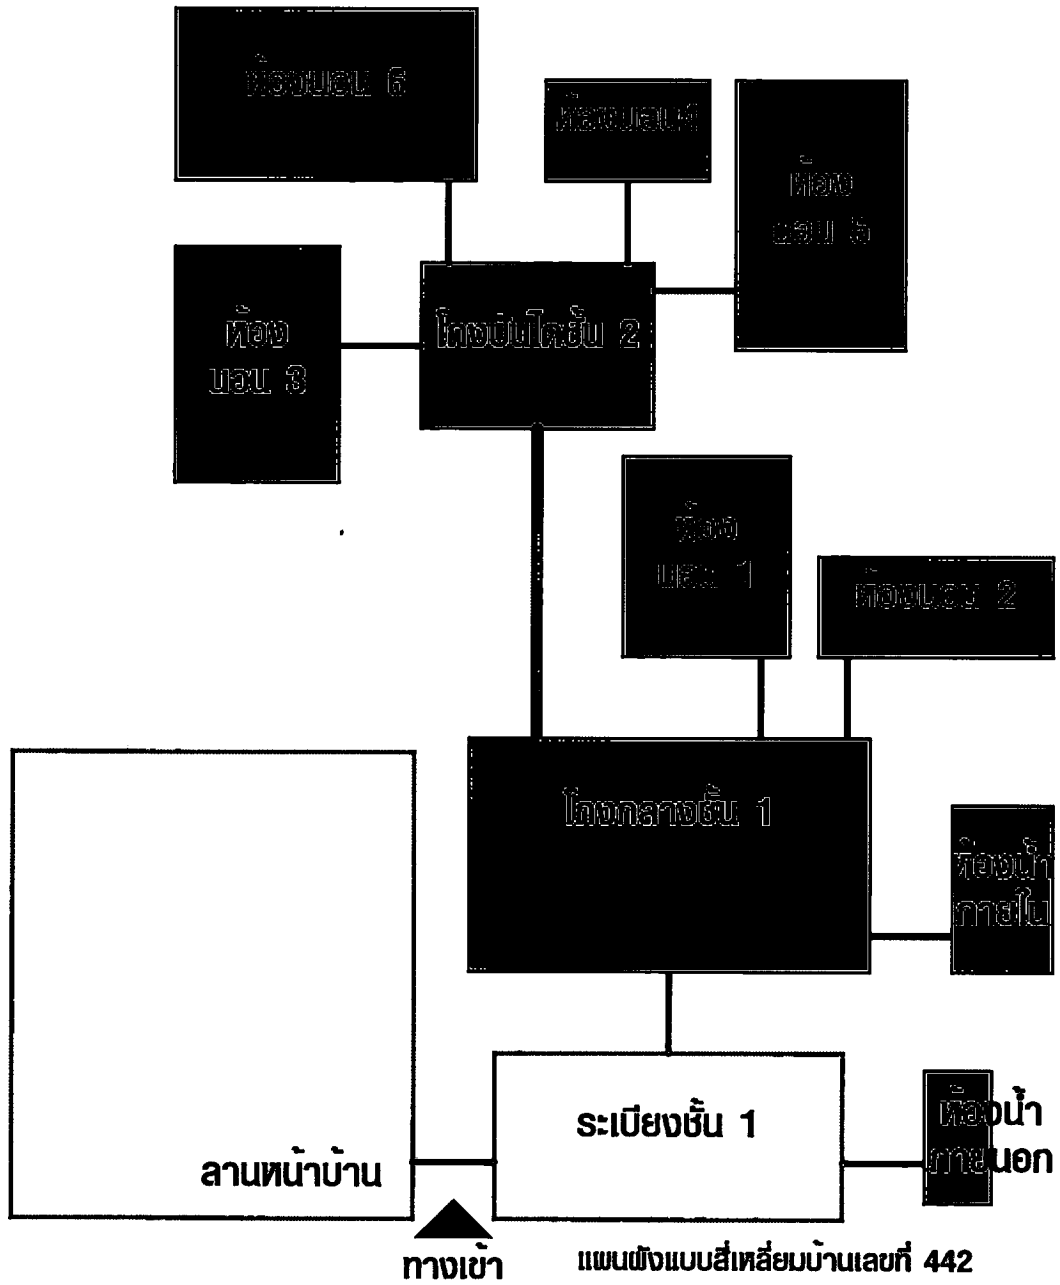 ห้องนอน 6
ห้องนอน 4
ห้อง
นอน 5
ห้อง
นอน 3
โถงบันไดชั้น 2
ห้อง
นอน 1
ห้องนอน 2
โถงกลางชั้น 1
ห้องน้ำ
ภายใน
ระเบียงชั้น 1
ห้องน้ำ
ภายนอก
ลานหน้าบ้าน
ทางเข้า
แผนผังแบบสี่เหลี่ยมบ้านเลขที่ 442